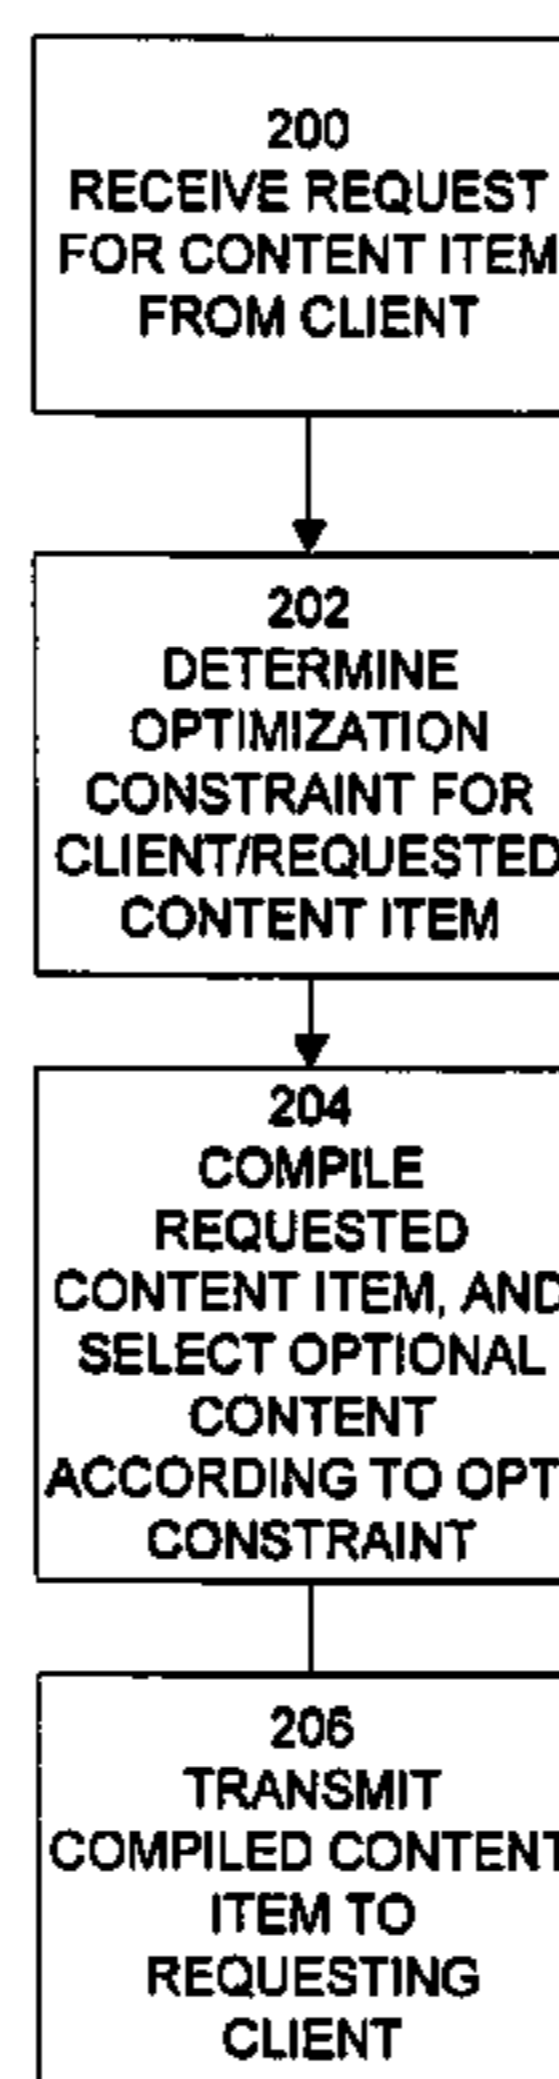 200
RECEIVE REQUEST
FOR CONTENT ITEM
FROM CLIENT
202
DETERMINE
OPTIMIZATION
CONSTRAINT FOR
CLIENT/REQUESTED
CONTENT ITEM
204
COMPILE
REQUESTED
CONTENT ITEM, AND
SELECT OPTIONAL
CONTENT
ACCORDING TO OPT
CONSTRAINT
206
TRANSMIT
COMPILED CONTENT
ITEM TO
REQUESTING
CLIENT